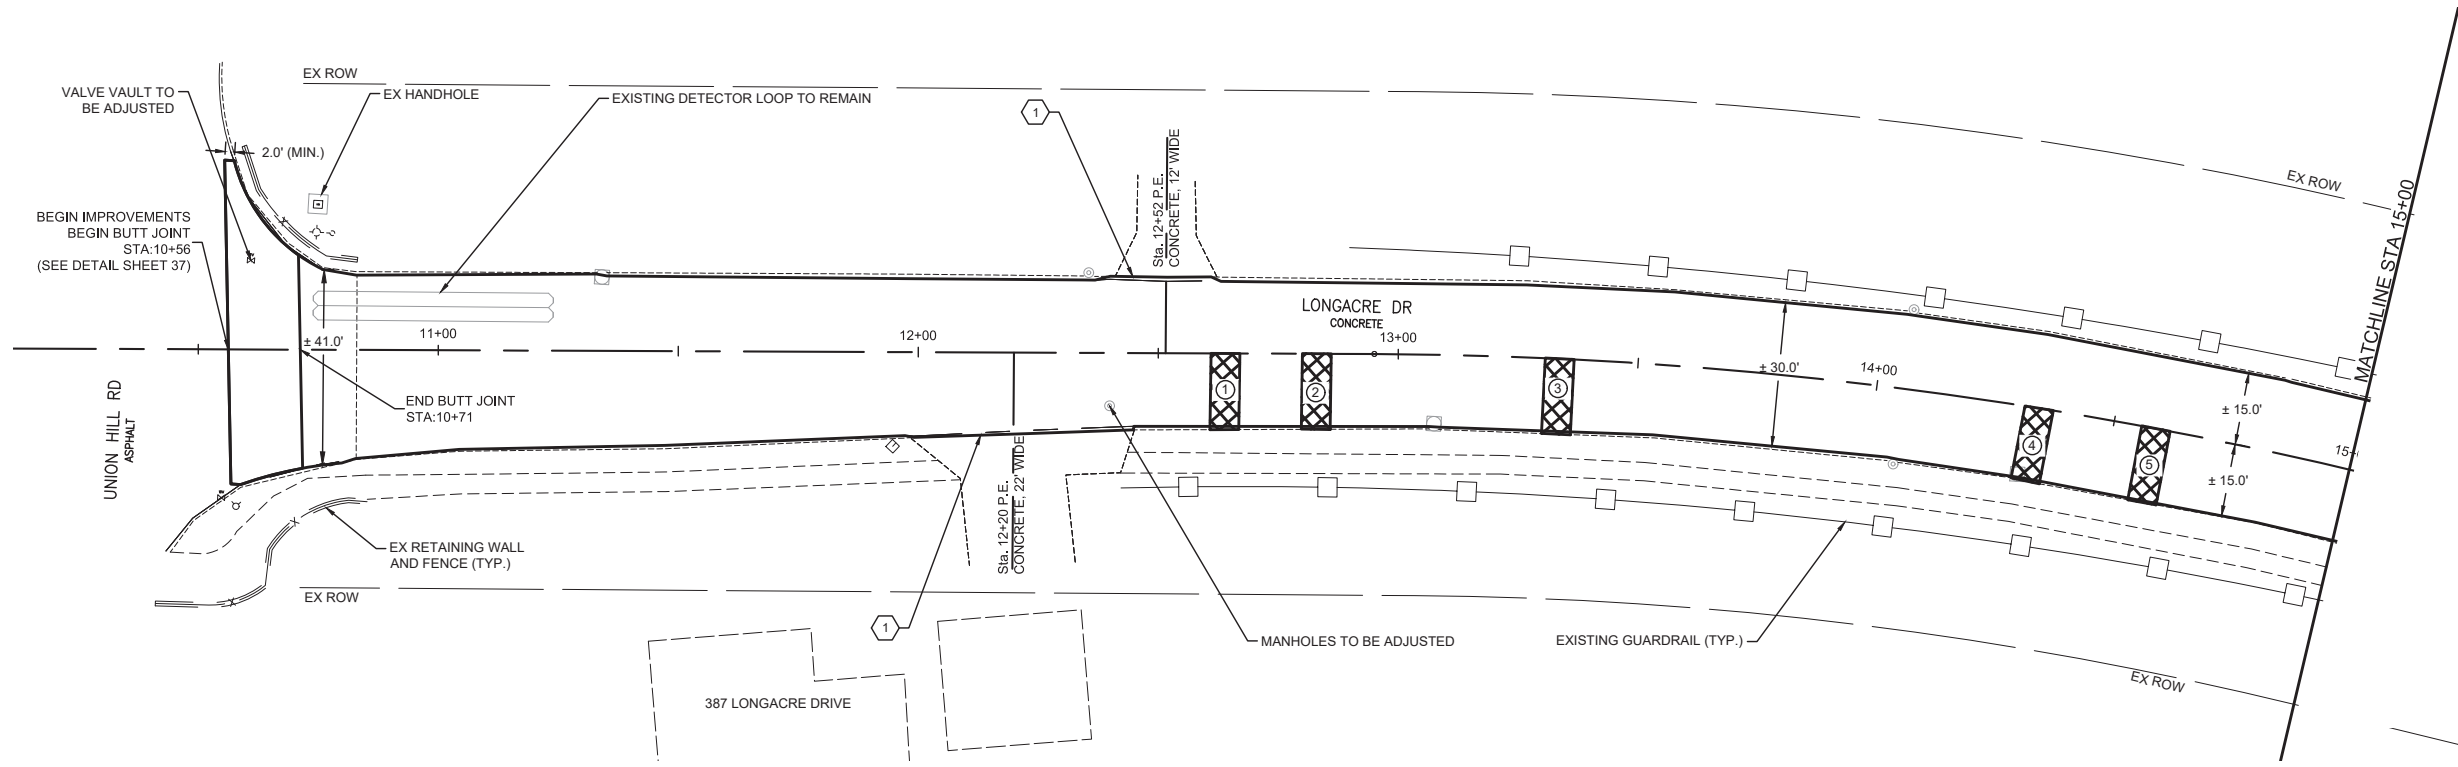 EX ROW
VALVE VAULT TO
BE ADJUSTED
EX HANDHOLE
EXISTING DETECTOR LOOP TO REMAIN
1
2.0' (MIN.)
Sta. 12+52 P.E.
CONCRETE, 12' WIDE
EX ROW
MATCHLINE STA 15+00
BEGIN IMPROVEMENTS
BEGIN BUTT JOINT
STA:10+56
(SEE DETAIL SHEET 37)
LONGACRE DR
CONCRETE
11+00
12+00
13+00
14+00
± 41.0'
± 30.0'
1
2
3
4
5
± 15.0'
± 15.0'
15+
UNION HILL RD
ASPHALT
END BUTT JOINT
STA:10+71
Sta. 12+20 P.E.
CONCRETE, 22' WIDE
EX RETAINING WALL
AND FENCE (TYP.)
EX ROW
1
MANHOLES TO BE ADJUSTED
EXISTING GUARDRAIL (TYP.)
EX ROW
387 LONGACRE DRIVE